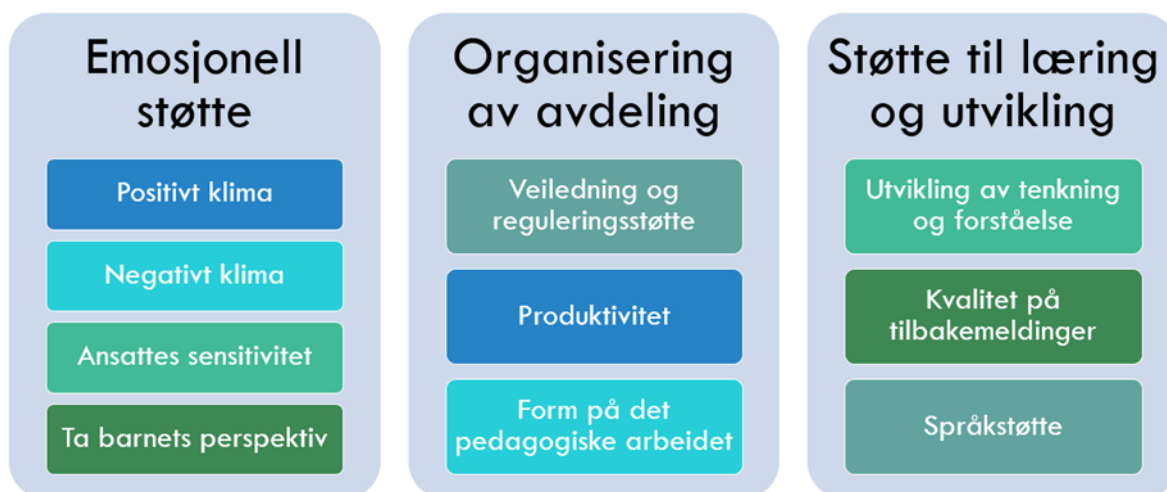 Emosjonell
støtte
Positivt klima
Negativt klima
Ansattes sensitivitet
Ta barnets perspektiv
Organisering
av avdeling
Veiledning og
reguleringsstøtte
Produktivitet
Form på det
pedagogiske arbeidet
Støtte til læring
og utvikling
Utvikling av tenkning
og forståelse
Kvalitet på
tilbakemeldinger
Språkstøtte